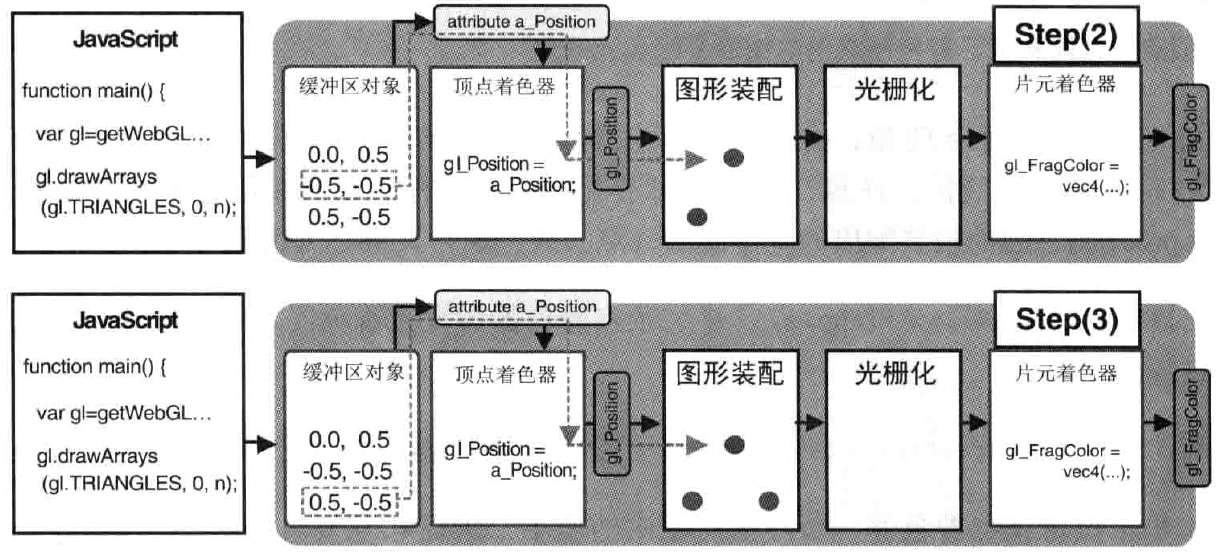 JavaScript
function main() {
var gl=getWebGL...
gl.drawArrays
(gl.TRIANGLES, 0, n);
attribute a_Position
缓冲区对象
0.0, 0.5
-0.5, -0.5
0.5, -0.5
顶点着色器
gl_Position =
a_Position;
gl_Position
图形装配
光栅化
Step(2)
片元着色器
gl_FragColor =
vec4(...);
gl_FragColor
JavaScript
function main() {
var gl=getWebGL...
gl.drawArrays
(gl.TRIANGLES, 0, n);
attribute a_Position
缓冲区对象
0.0, 0.5
-0.5, -0.5
0.5, -0.5
顶点着色器
gl_Position =
a_Position;
gl_Position
图形装配
光栅化
Step(3)
片元着色器
gl_FragColor =
vec4(...);
gl_FragColor